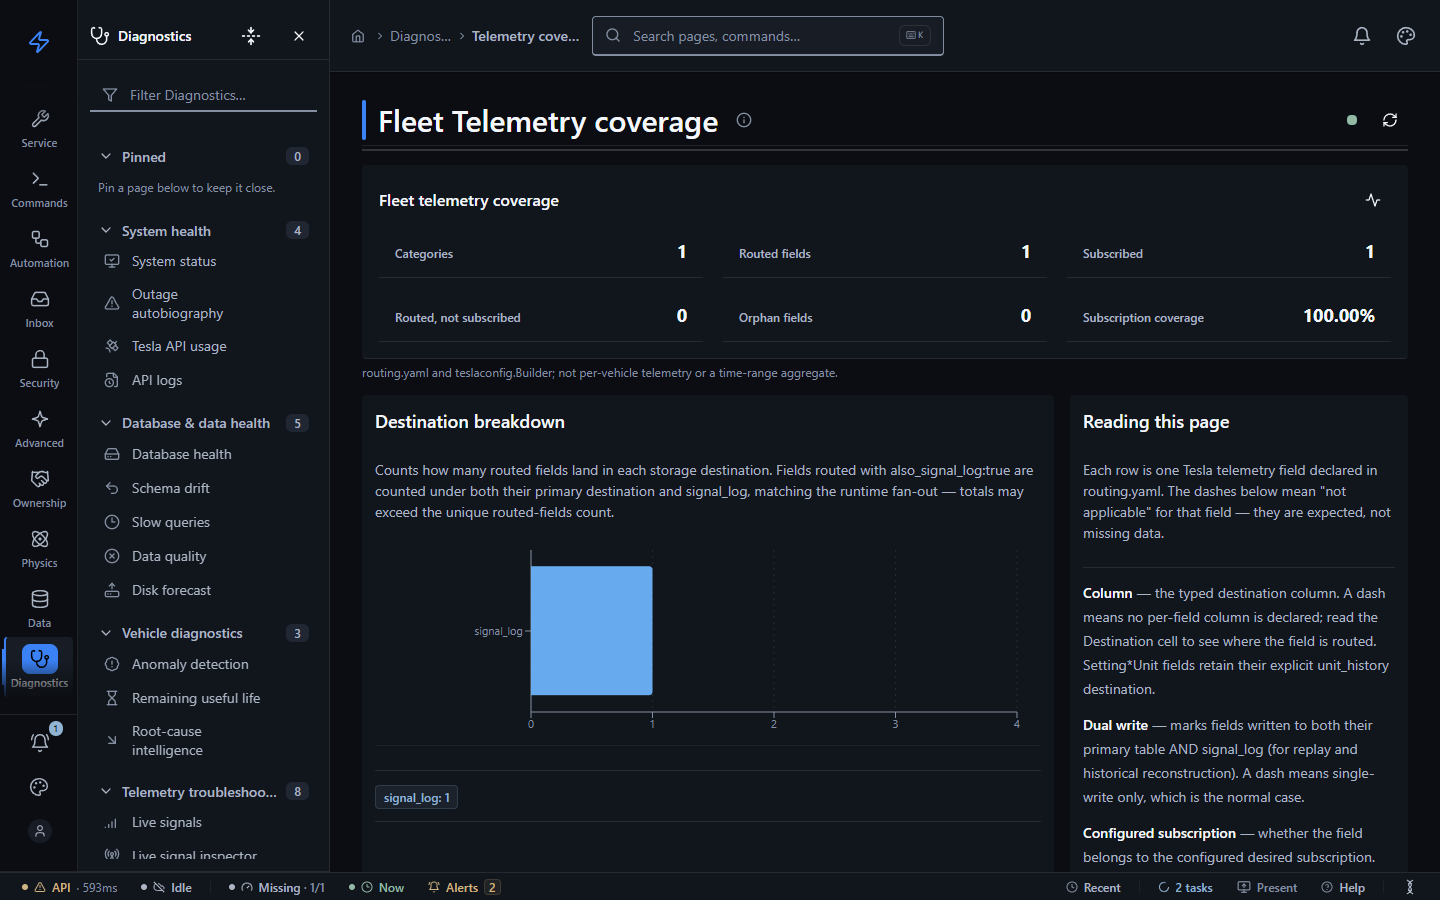 Diagnostics
Diagnos...
Telemetry cove...
Search pages, commands...
K
Filter Diagnostics...
Service
Commands
Automation
Inbox
Security
Advanced
Ownership
Physics
Data
Diagnostics
1
Pinned 0
Pin a page below to keep it close.
System health 4
System status
Outage
autobiography
Tesla API usage
API logs
Database & data health 5
Database health
Schema drift
Slow queries
Data quality
Disk forecast
Vehicle diagnostics 3
Anomaly detection
Remaining useful life
Root-cause
intelligence
Telemetry troubleshoo... 8
Live signals
Live signal inspector
Fleet Telemetry coverage
Fleet telemetry coverage
Categories 1
Routed fields 1
Subscribed 1
Routed, not subscribed 0
Orphan fields 0
Subscription coverage 100.00%
routing.yaml and teslaconfig.Builder; not per-vehicle telemetry or a time-range aggregate.
Destination breakdown
Counts how many routed fields land in each storage destination. Fields routed with also_signal_log:true are
counted under both their primary destination and signal_log, matching the runtime fan-out — totals may
exceed the unique routed-fields count.
signal_log
0 1 2 3 4
signal_log: 1
Reading this page
Each row is one Tesla telemetry field declared in
routing.yaml. The dashes below mean "not
applicable" for that field — they are expected, not
missing data.
Column — the typed destination column. A dash
means no per-field column is declared; read the
Destination cell to see where the field is routed.
Setting*Unit fields retain their explicit unit_history
destination.
Dual write — marks fields written to both their
primary table AND signal_log (for replay and
historical reconstruction). A dash means single-
write only, which is the normal case.
Configured subscription — whether the field
belongs to the configured desired subscription.
API · 593ms
Idle
Missing · 1/1
Now
Alerts 2
Recent
2 tasks
Present
Help